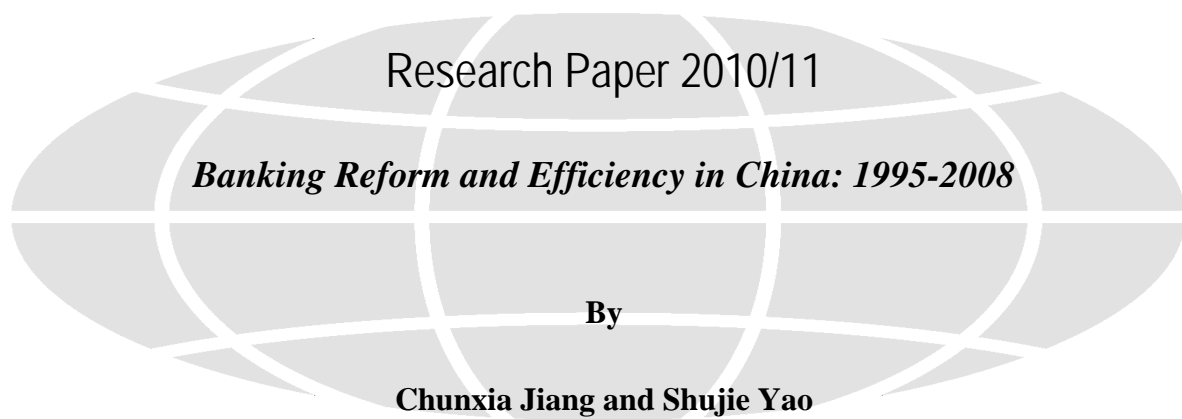 Research Paper 2010/11
Banking Reform and Efficiency in China: 1995-2008
By
Chunxia Jiang and Shujie Yao